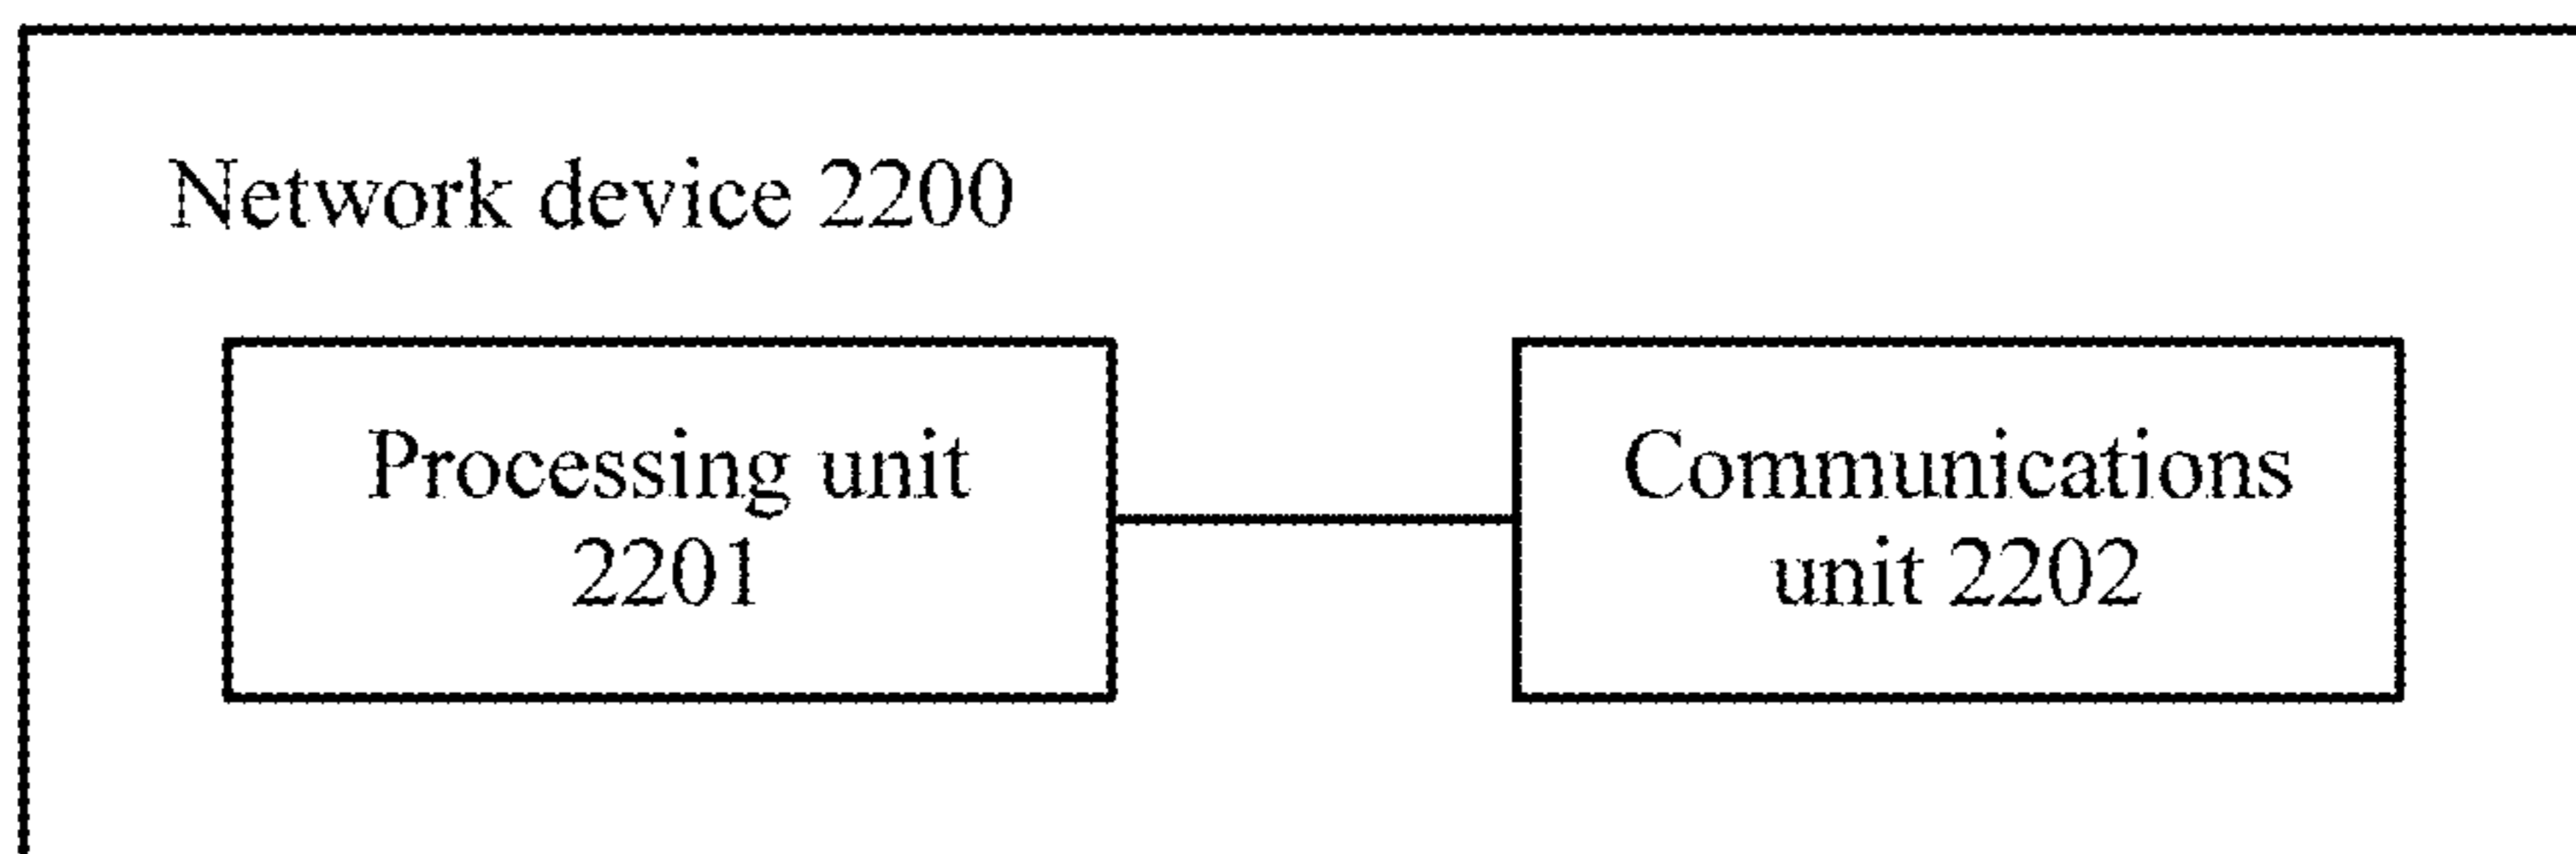 Network device 2200
Processing unit
2201
Communications
unit 2202